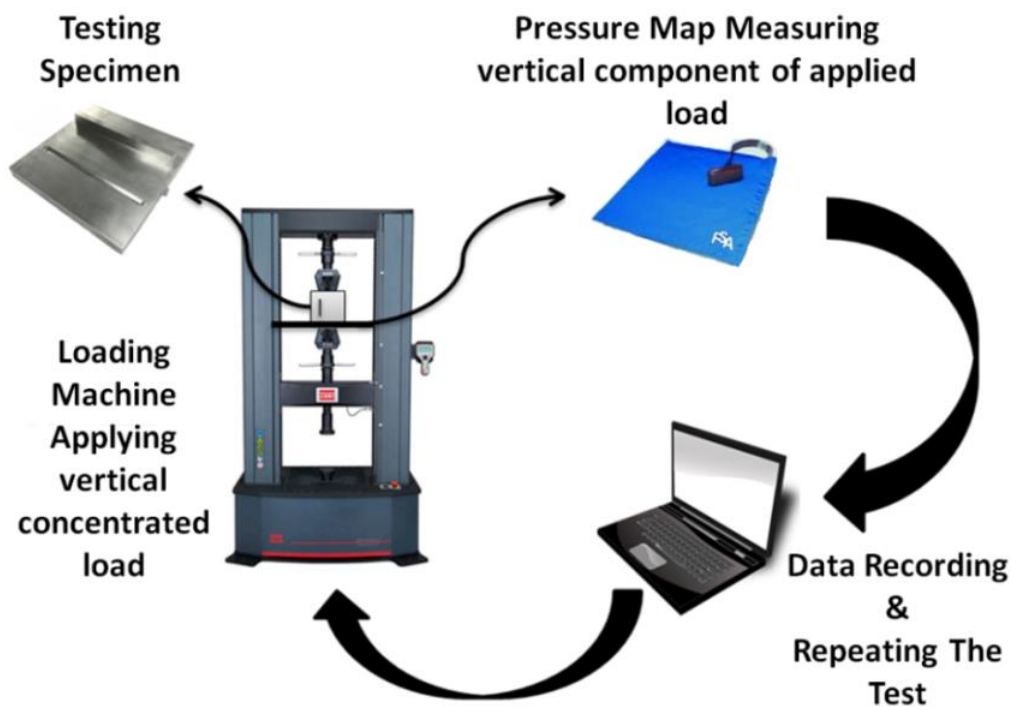 Testing
Specimen
Pressure Map Measuring
vertical component of applied
load
FSA
Loading
Machine
Applying
vertical
concentrated
load
Data Recording
&
Repeating The
Test